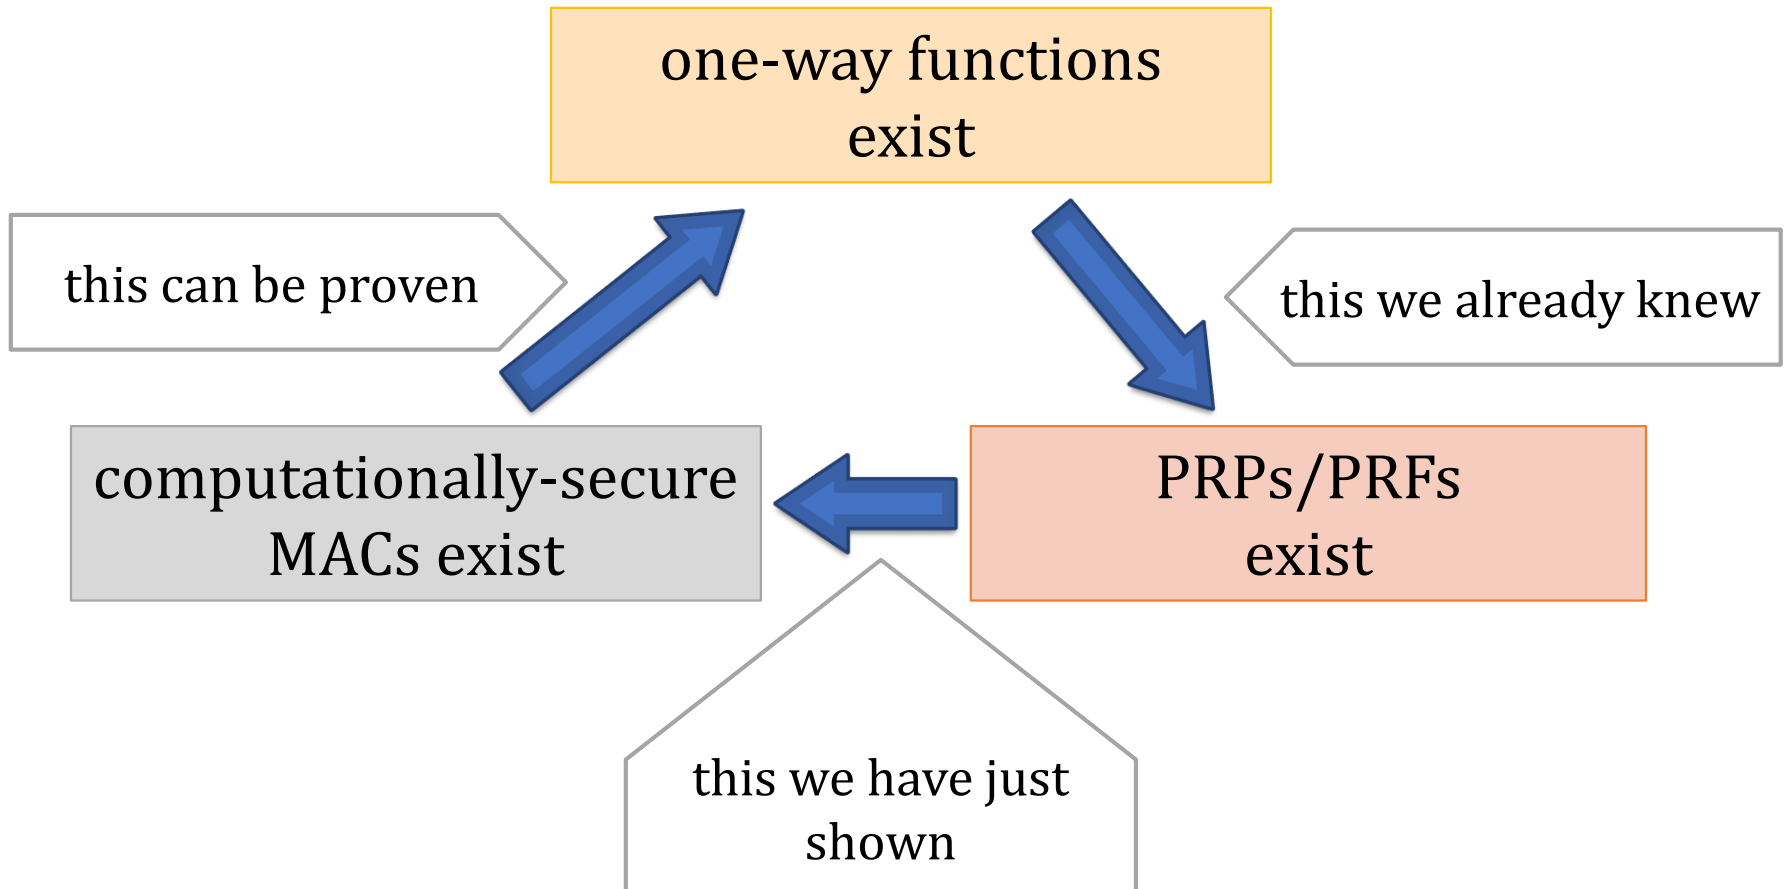 one-way functions
exist
this can be proven
this we already knew
computationally-secure
MACs exist
PRPs/PRFs
exist
this we have just
shown